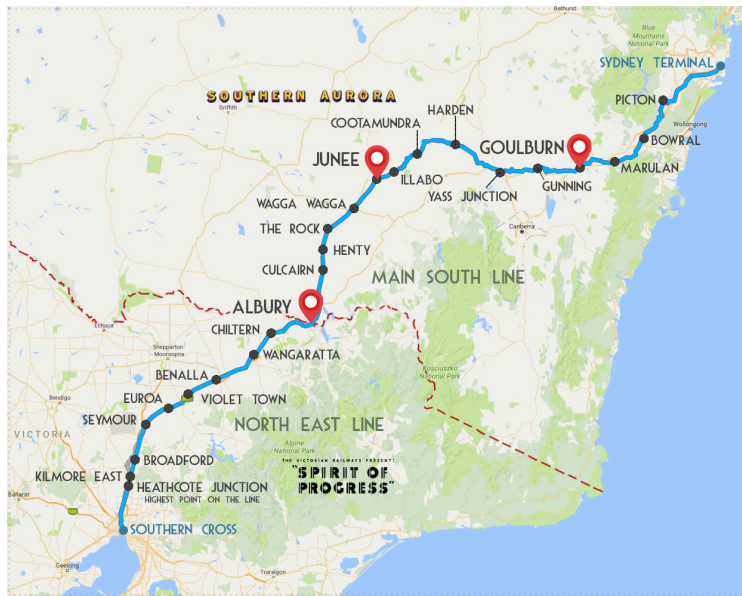 Bathurst
Blue
Mountains
National Park
SYDNEY TERMINAL
SOUTHERN AURORA
Griffith
PICTON
HARDEN
COOTAMUNDRA
Wollongong
GOULBURN
BOWRAL
JUNEE
MARULAN
ILLABO
GUNNING
YASS JUNCTION
WAGGA WAGGA
THE ROCK
Canberra
HENTY
CULCAIRN
MAIN SOUTH LINE
ALBURY
Echuca
CHILTERN
Shepparton
Mooroopna
WANGARATTA
Kosciuszko
National Park
BENALLA
Bendigo
EUROA
VIOLET TOWN
SEYMOUR
NORTH EAST LINE
VICTORIA
Alpine
National Park
BROADFORD
THE VICTORIAN RAILWAYS PRESENT:
"SPIRIT OF
PROGRESS"
KILMORE EAST
HEATHCOTE JUNCTION
HIGHEST POINT ON THE LINE
Ballarat
SOUTHERN CROSS
Geelong
Traralgon